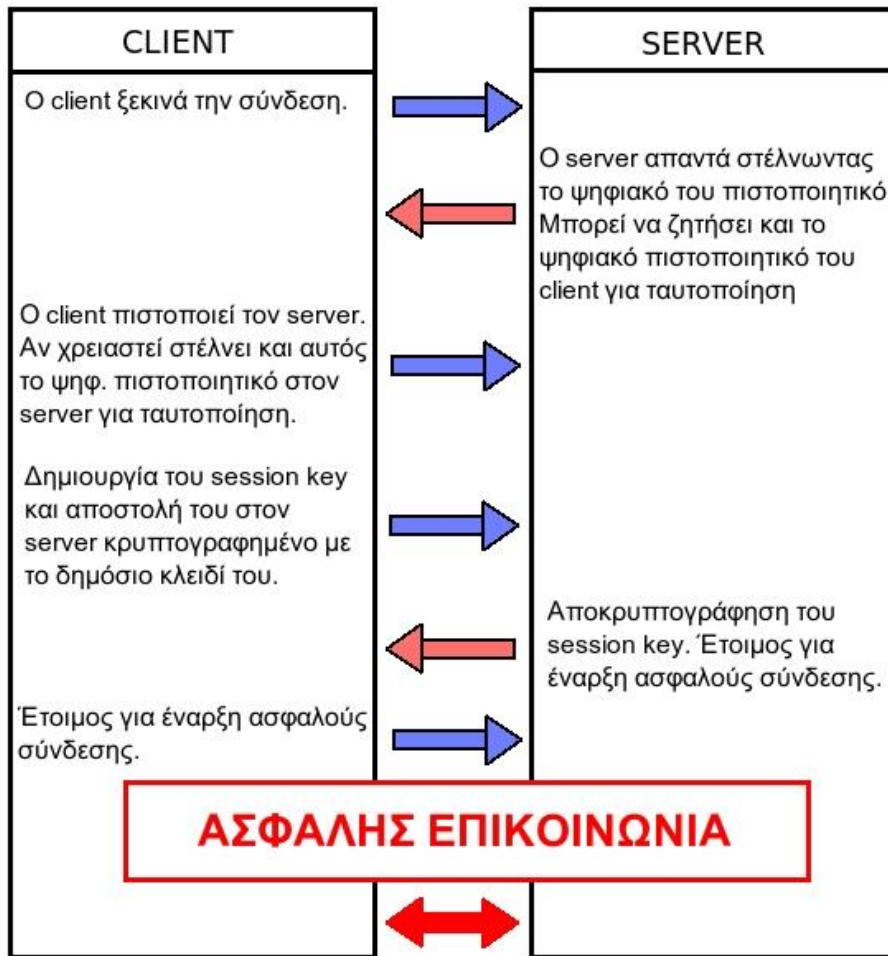 CLIENT
SERVER
Ο client ξεκινά την σύνδεση.
Ο server απαντά στέλνωντας
το ψηφιακό του πιστοποιητικό
Μπορεί να ζητήσει και το
ψηφιακό πιστοποιητικό του
client για ταυτοποίηση
Ο client πιστοποιεί τον server.
Αν χρειαστεί στέλνει και αυτός
το ψηφ. πιστοποιητικό στον
server για ταυτοποίηση.
Δημιουργία του session key
και αποστολή του στον
server κρυπτογραφημένο με
το δημόσιο κλειδί του.
Αποκρυπτογράφηση του
session key. Έτοιμος για
έναρξη ασφαλούς σύνδεσης.
Έτοιμος για έναρξη ασφαλούς
σύνδεσης.
ΑΣΦΑΛΗΣ ΕΠΙΚΟΙΝΩΝΙΑ